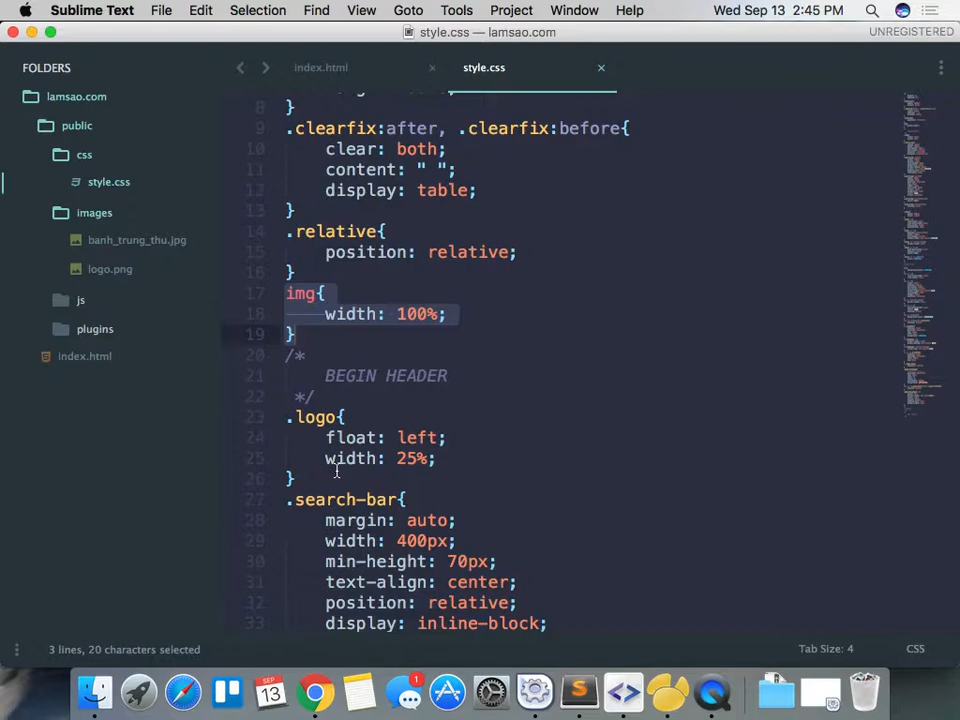 Sublime Text File Edit Selection Find View Goto Tools Project Window Help Wed Sep 13 2:45 PM
style.css — lamsao.com UNREGISTERED
FOLDERS
lamsao.com
public
css
style.css
images
banh_trung_thu.jpg
logo.png
js
plugins
index.html
index.html × style.css ×
8 }
9 .clearfix:after, .clearfix:before{
10 clear: both;
11 content: " ";
12 display: table;
13 }
14 .relative{
15 position: relative;
16 }
17 img{
18 width: 100%;
19 }
20 /*
21 BEGIN HEADER
22 */
23 .logo{
24 float: left;
25 width: 25%;
26 }
27 .search-bar{
28 margin: auto;
29 width: 400px;
30 min-height: 70px;
31 text-align: center;
32 position: relative;
33 display: inline-block;
3 lines, 20 characters selected Tab Size: 4 CSS
SEP
13
1